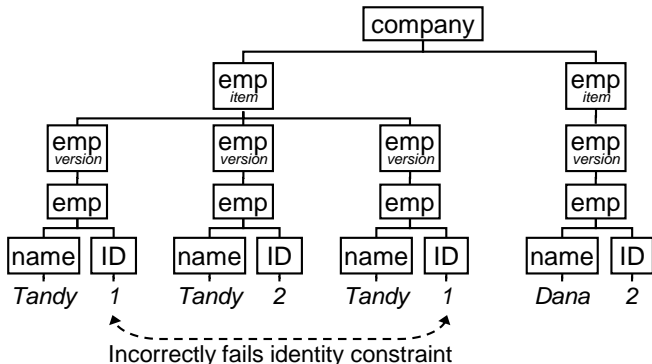 company
emp emp
item item
emp emp emp emp
version version version version
emp emp emp emp
name ID name ID name ID name ID
Tandy 1 Tandy 2 Tandy 1 Dana 2
Incorrectly fails identity constraint